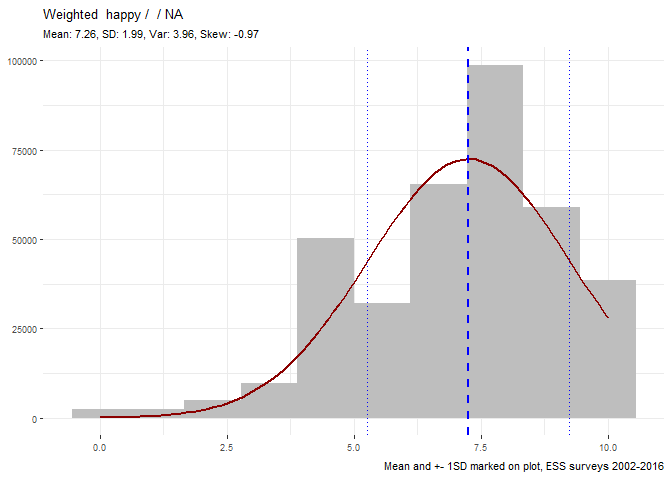 Weighted  happy /  / NA
Mean: 7.26, SD: 1.99, Var: 3.96, Skew: -0.97
100000
75000
50000
25000
0
0.0 2.5 5.0 7.5 10.0
Mean and +- 1SD marked on plot, ESS surveys 2002-2016